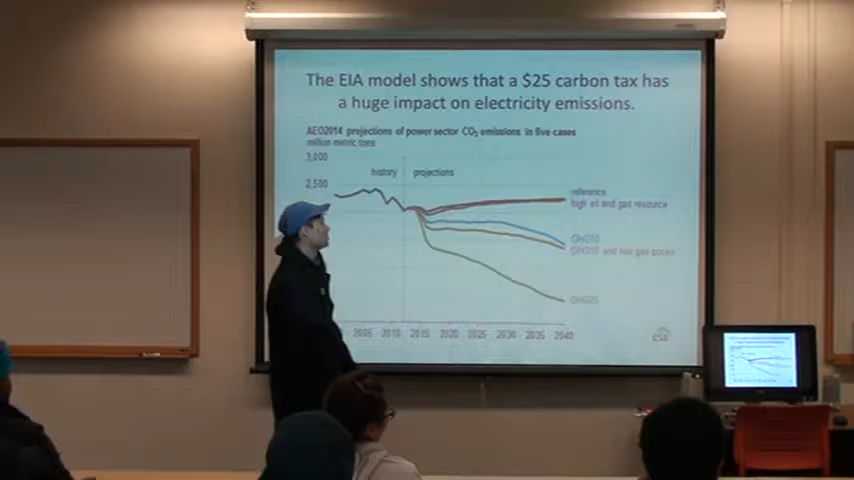 The EIA model shows that a $25 carbon tax has
a huge impact on electricity emissions.
AEO2014 projections of power sector CO2 emissions in five cases
million metric tons
3,000
history projections
2,500
reference
high oil and gas resource
GHG10
GHG10 and low gas prices
GHG25
2005 2010 2015 2020 2025 2030 2035 2040
eia